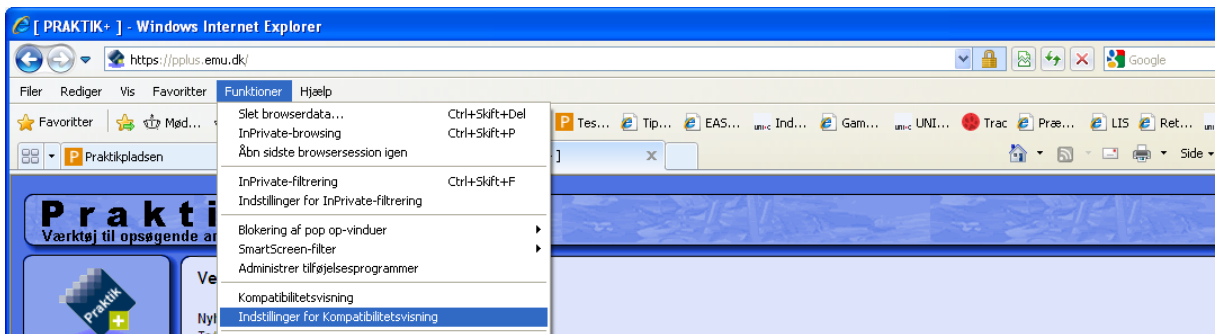 [ PRAKTIK+ ] - Windows Internet Explorer
https://pplus.emu.dk/
Google
Filer Rediger Vis Favoritter Funktioner Hjælp
Favoritter Mød... Tes... Tip... EAS... Ind... Gam... UNI... Trac Præ... LIS Ret...
Praktikpladsen ] X Side
Slet browserdata... Ctrl+Skift+Del
InPrivate-browsing Ctrl+Skift+P
Åbn sidste browsersession igen
InPrivate-filtrering Ctrl+Skift+F
Indstillinger for InPrivate-filtrering
Blokering af pop op-vinduer
SmartScreen-filter
Administrer tilføjelsesprogrammer
Kompatibilitetsvisning
Indstillinger for Kompatibilitetsvisning
Prakti
Værktøj til opsøgende
Praktik +
Ve